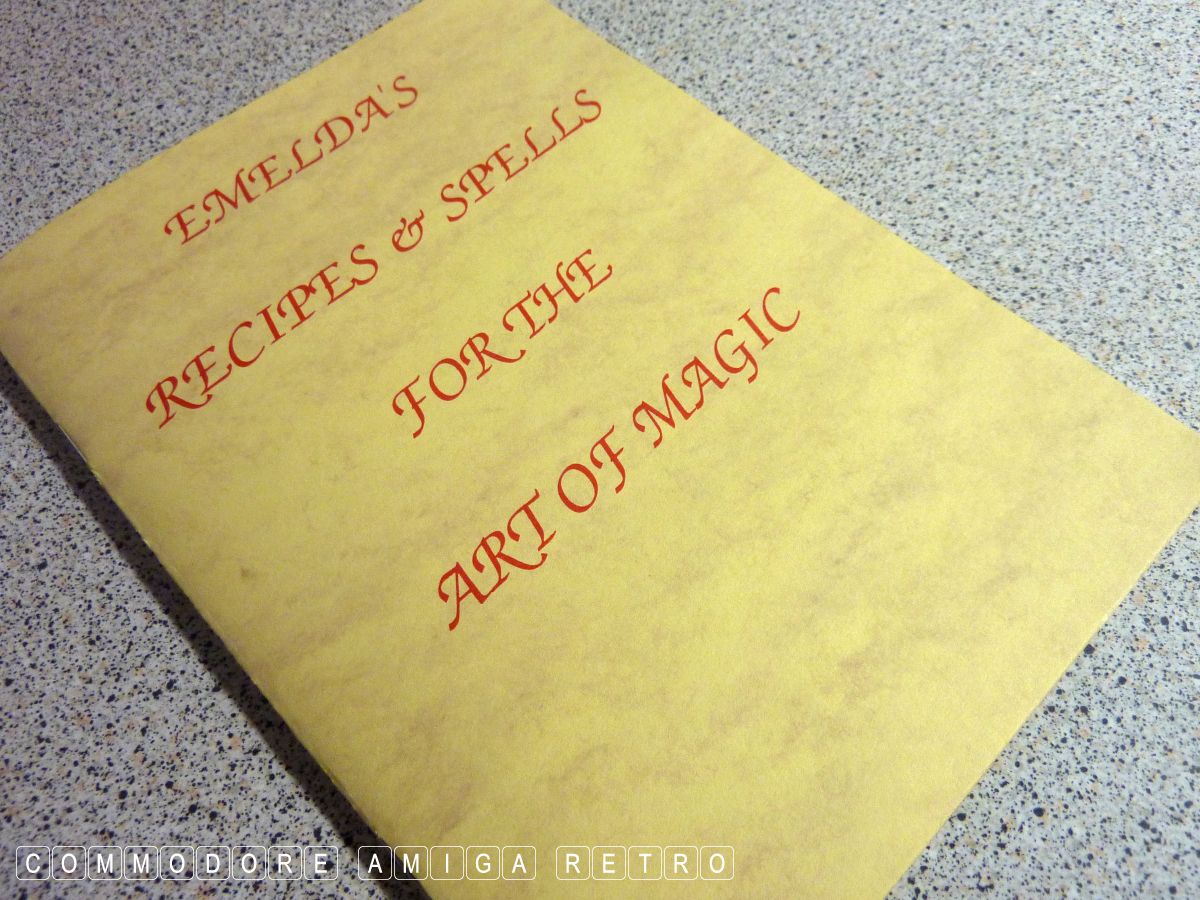 EMELDA'S
RECIPES & SPELLS
FOR THE
ART OF MAGIC
COMMODORE AMIGA RETRO